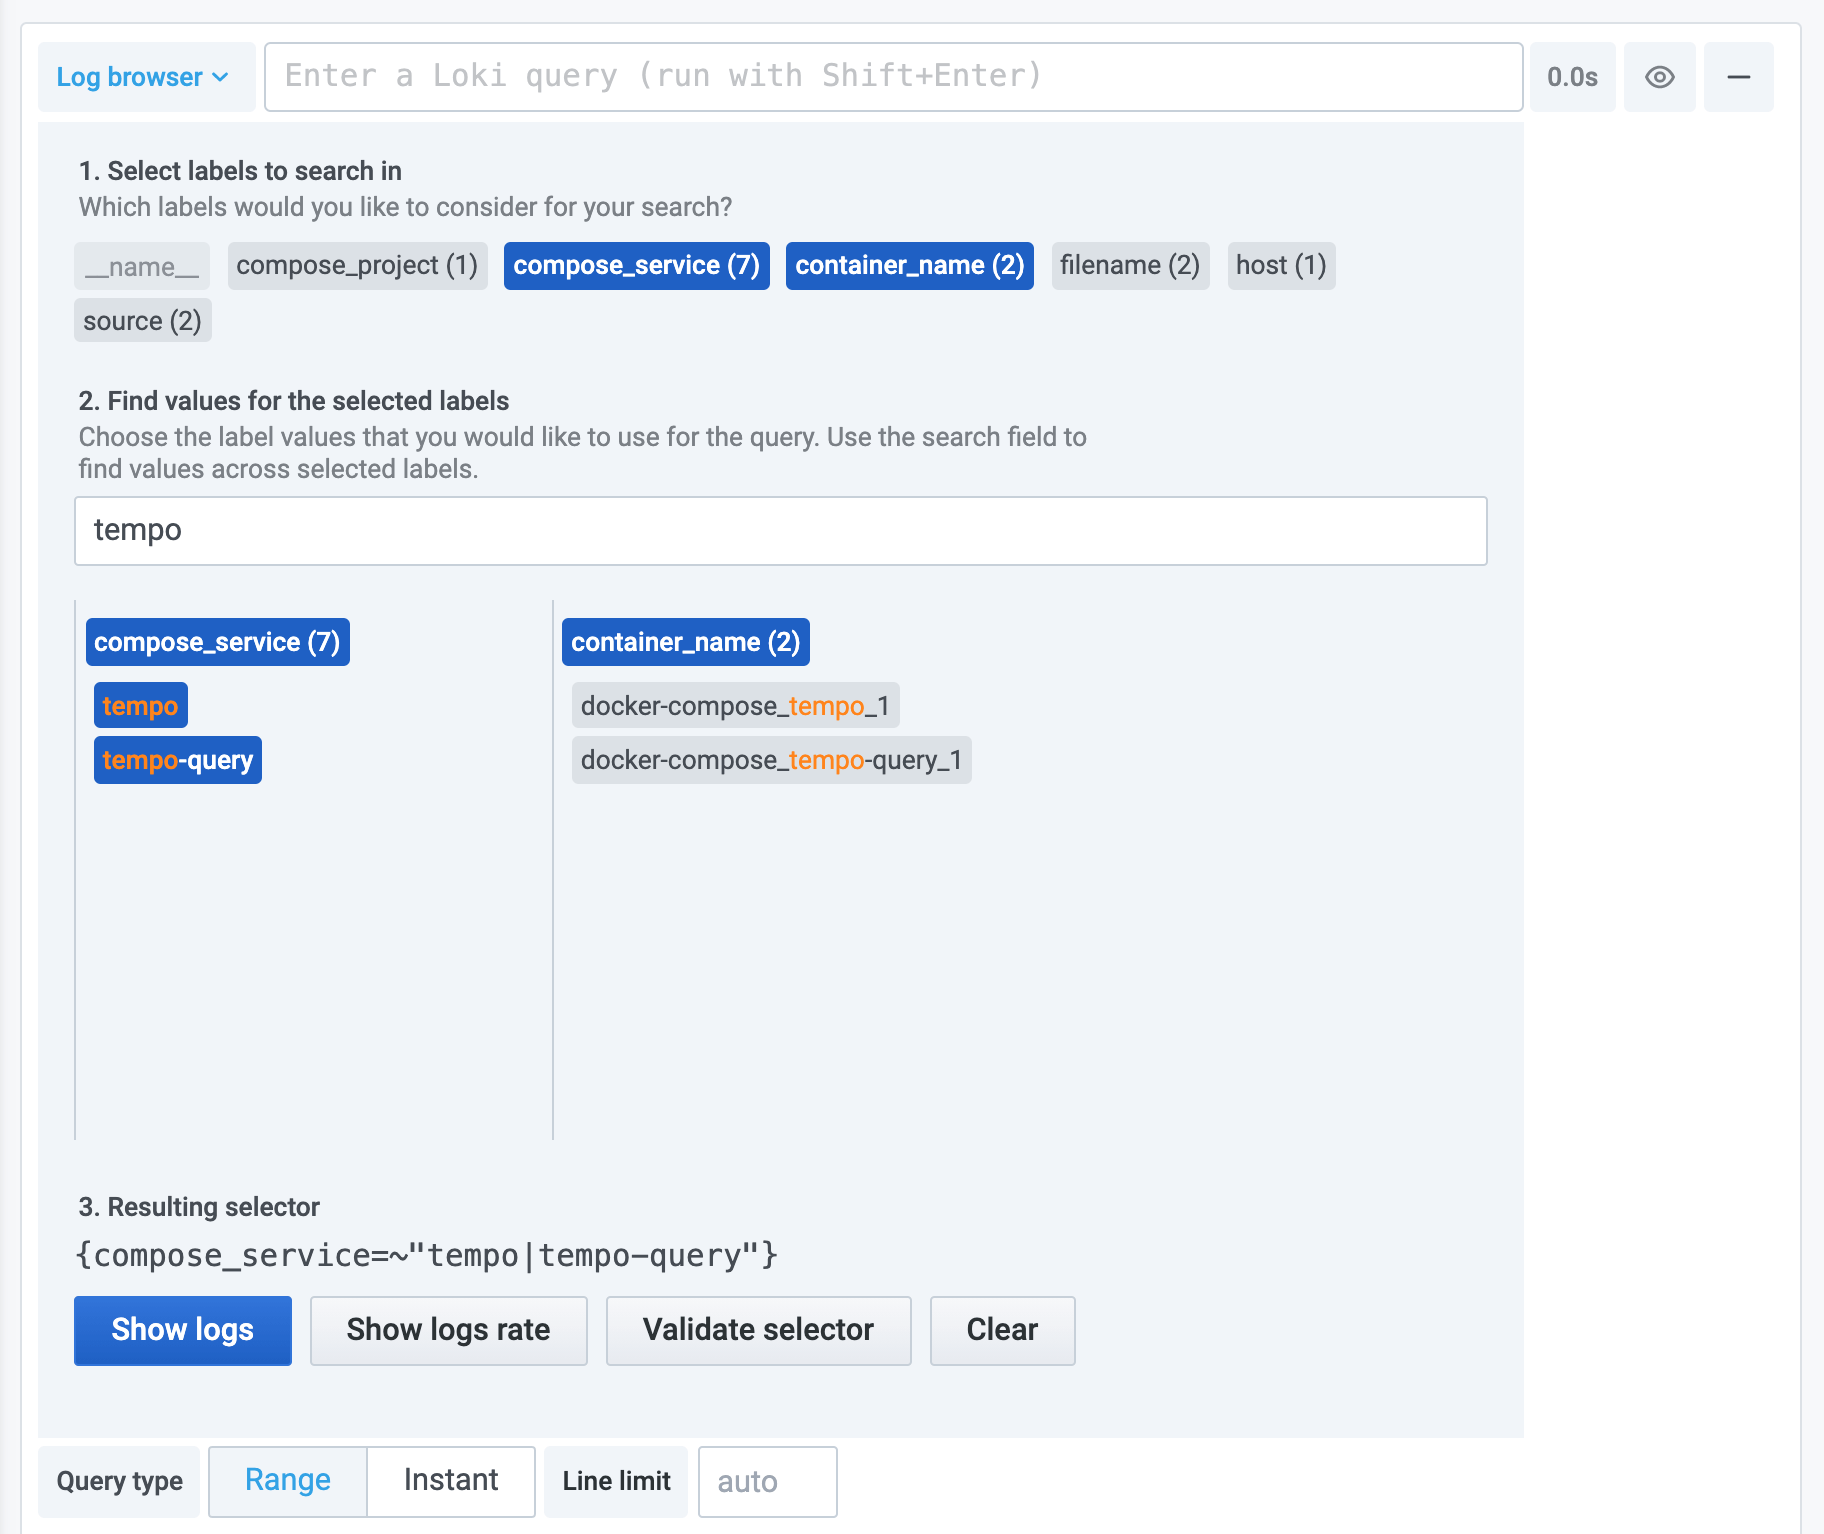 Log browser Enter a Loki query (run with Shift+Enter) 0.0s
1. Select labels to search in
Which labels would you like to consider for your search?
__name__ compose_project (1) compose_service (7) container_name (2) filename (2) host (1)
source (2)
2. Find values for the selected labels
Choose the label values that you would like to use for the query. Use the search field to
find values across selected labels.
tempo
compose_service (7) container_name (2)
tempo docker-compose_tempo_1
tempo-query docker-compose_tempo-query_1
3. Resulting selector
{compose_service=~"tempo|tempo-query"}
Show logs Show logs rate Validate selector Clear
Query type Range Instant Line limit auto